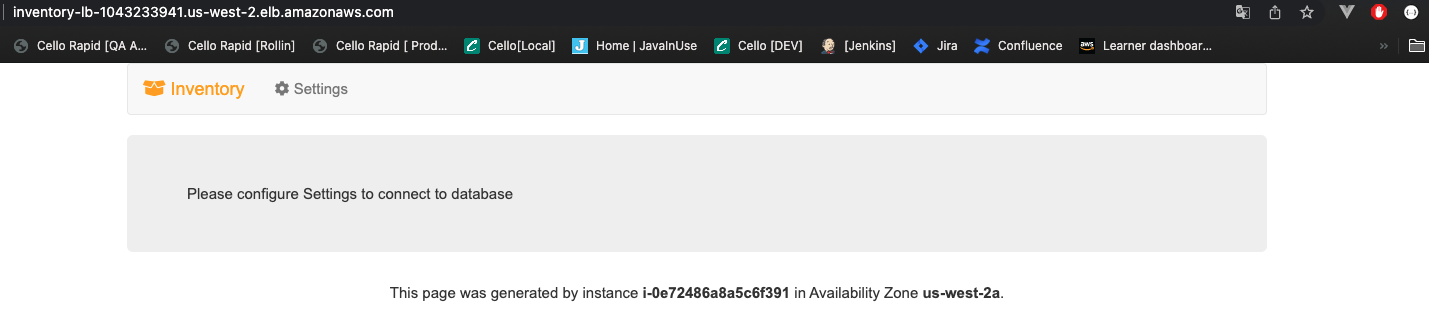 inventory-lb-1043233941.us-west-2.elb.amazonaws.com
Cello Rapid [QA A... Cello Rapid [Rollin] Cello Rapid [ Prod... Cello[Local] Home | JavaInUse Cello [DEV] [Jenkins] Jira Confluence aws Learner dashboar... »
Inventory Settings
Please configure Settings to connect to database
This page was generated by instance i-0e72486a8a5c6f391 in Availability Zone us-west-2a.